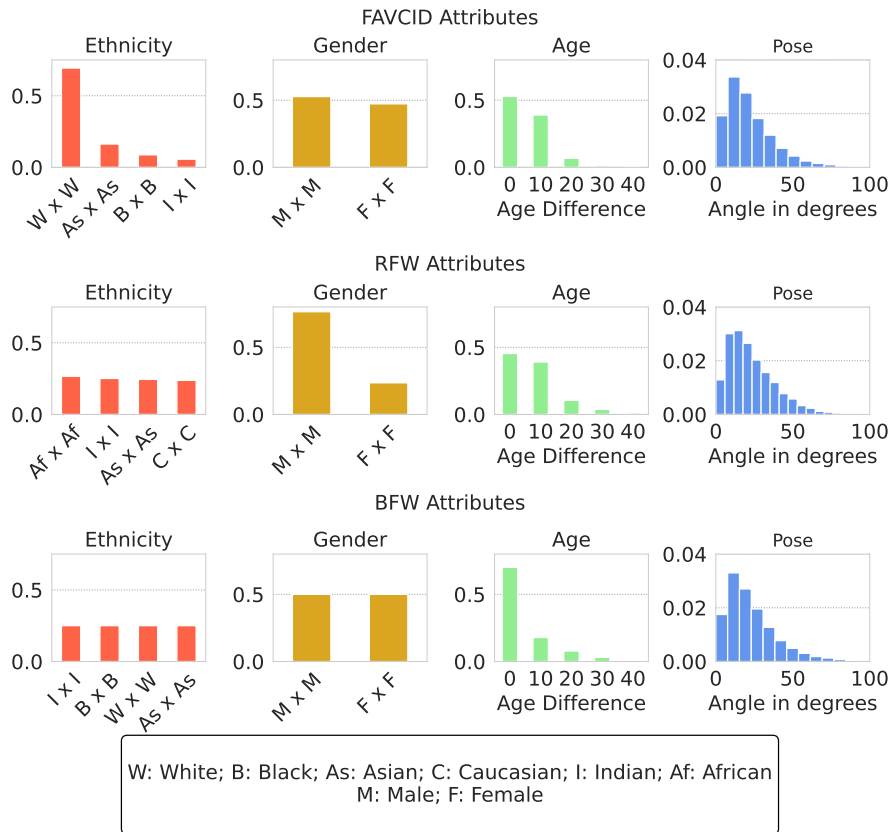 FAVCID Attributes
Ethnicity Gender Age Pose
0.5
0.0
W x W As x As B x B I x I
0.5
0.0
M x M F x F
0.5
0.0
0 10 20 30 40
Age Difference
0.04
0.02
0.00
0 50 100
Angle in degrees
RFW Attributes
Ethnicity Gender Age Pose
0.5
0.0
Af x Af I x I As x As C x C
0.5
0.0
M x M F x F
0.5
0.0
0 10 20 30 40
Age Difference
0.04
0.02
0.00
0 50 100
Angle in degrees
BFW Attributes
Ethnicity Gender Age Pose
0.5
0.0
I x I B x B W x W As x As
0.5
0.0
M x M F x F
0.5
0.0
0 10 20 30 40
Age Difference
0.04
0.02
0.00
0 50 100
Angle in degrees
W: White; B: Black; As: Asian; C: Caucasian; I: Indian; Af: African
M: Male; F: Female